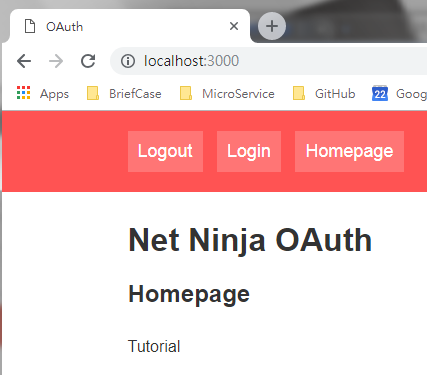 OAuth
localhost:3000
Apps BriefCase MicroService GitHub 22 Goog
Logout Login Homepage
Net Ninja OAuth
Homepage
Tutorial